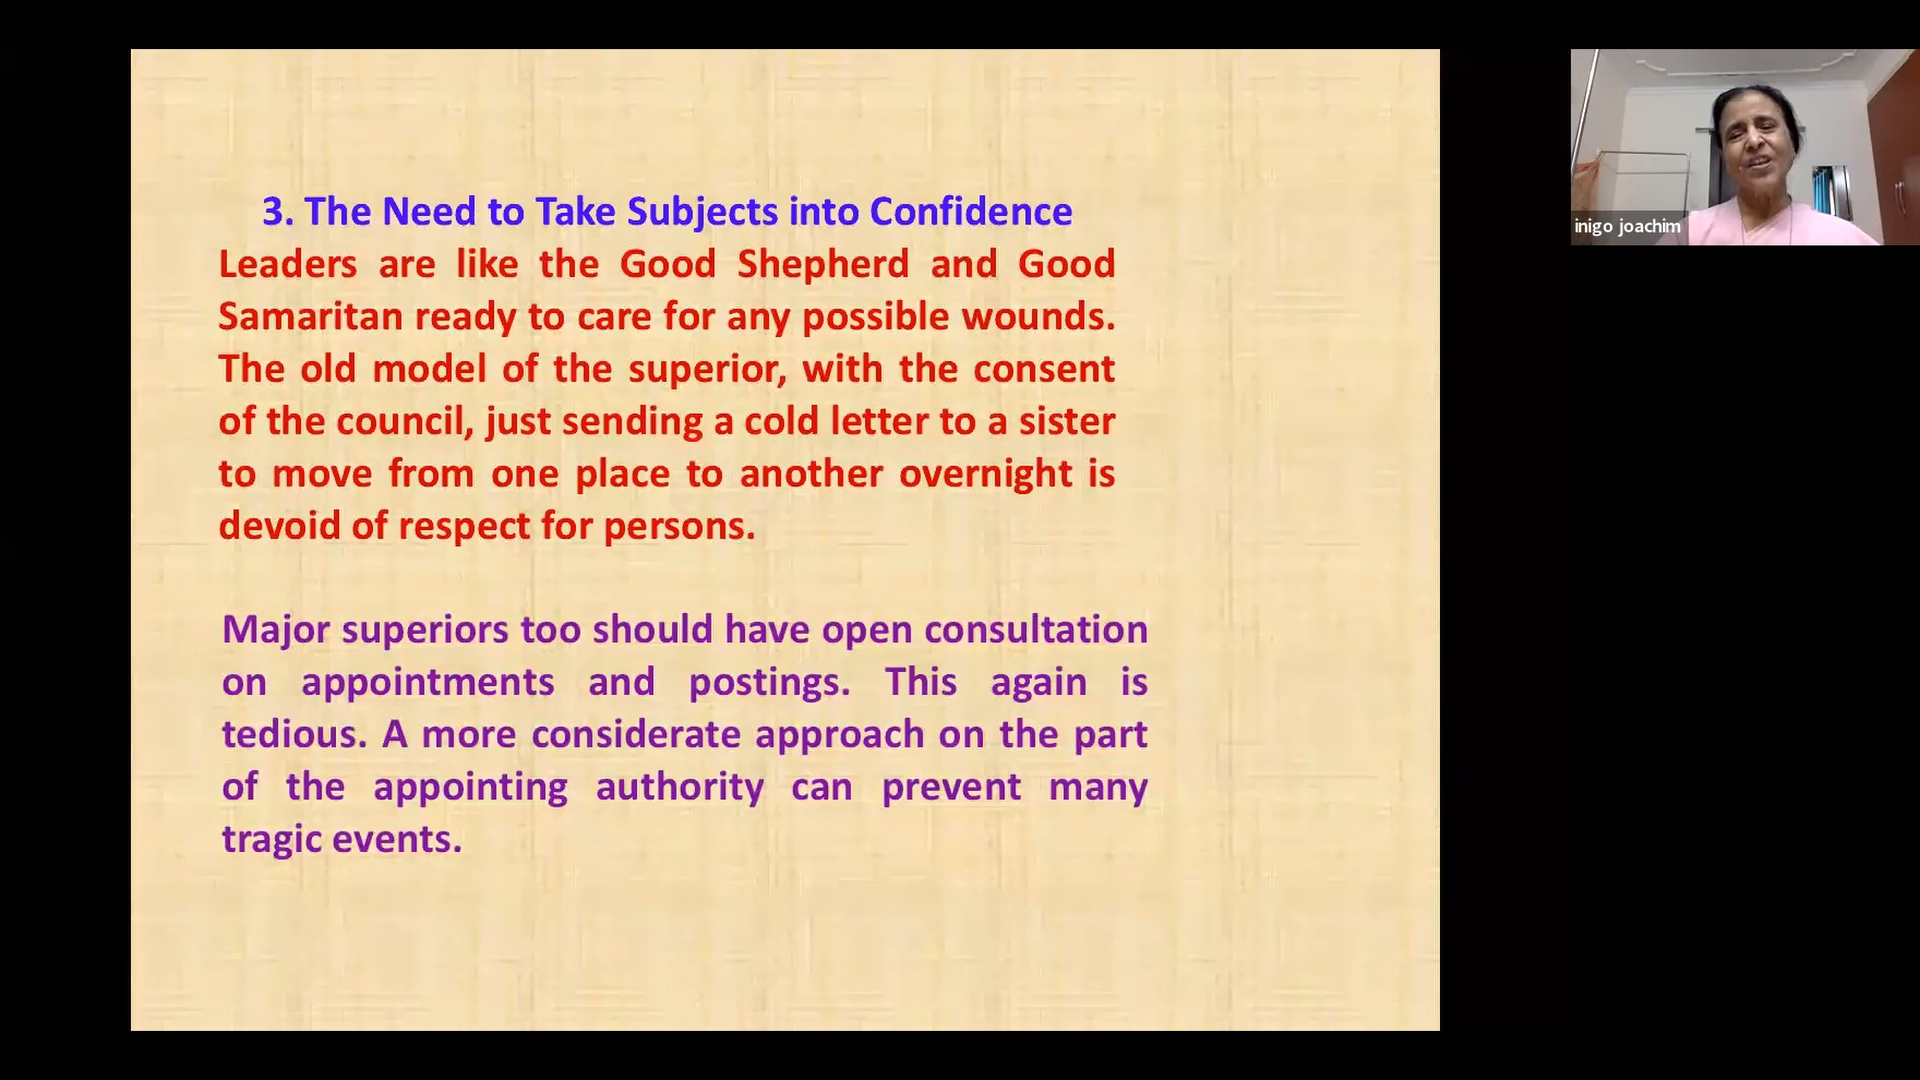 3. The Need to Take Subjects into Confidence
Leaders are like the Good Shepherd and Good
Samaritan ready to care for any possible wounds.
The old model of the superior, with the consent
of the council, just sending a cold letter to a sister
to move from one place to another overnight is
devoid of respect for persons.
Major superiors too should have open consultation
on appointments and postings. This again is
tedious. A more considerate approach on the part
of the appointing authority can prevent many
tragic events.
inigo joachim